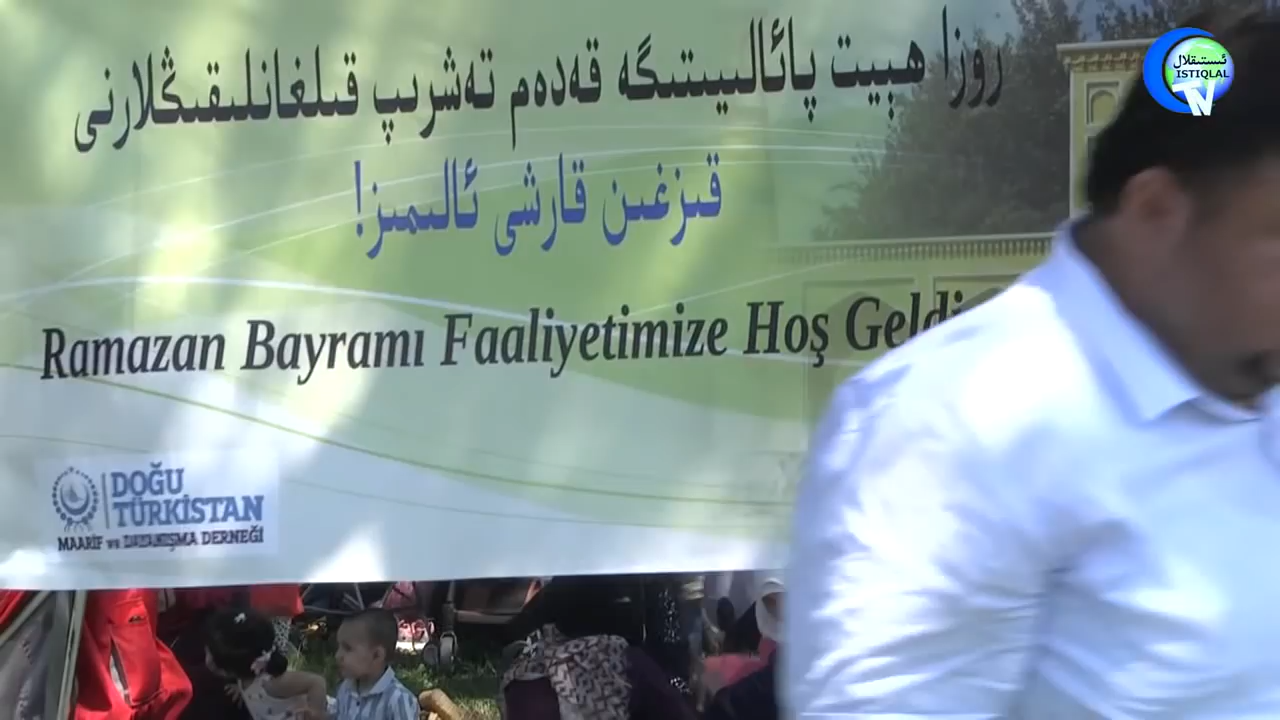 روزا ھېيت پائالىيىتىگە قەدەم تەشرىپ قىلغانلىقىڭلارنى
قىزغىن قارشى ئالىمىز!
Ramazan Bayramı Faaliyetimize Hoş Geldi
DOĞU
TÜRKİSTAN
MAARİF ve DAYANIŞMA DERNEĞİ
ئىستىقلال
ISTIQLAL
TV